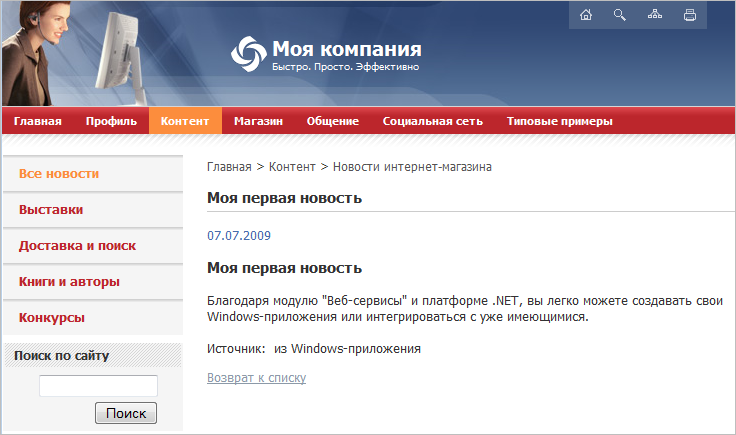 Моя компания
Быстро. Просто. Эффективно
Главная Профиль Контент Магазин Общение Социальная сеть Типовые примеры
Все новости
Выставки
Доставка и поиск
Книги и авторы
Конкурсы
Поиск по сайту
Поиск
Главная > Контент > Новости интернет-магазина
Моя первая новость
07.07.2009
Моя первая новость
Благодаря модулю "Веб-сервисы" и платформе .NET, вы легко можете создавать свои
Windows-приложения или интегрироваться с уже имеющимися.
Источник: из Windows-приложения
Возврат к списку